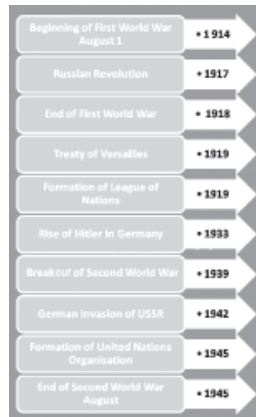 Beginning of First World War
August 1
• 1914
Russian Revolution
• 1917
End of First World War
• 1918
Treaty of Versailles
• 1919
Formation of League of
Nations
• 1919
Rise of Hitler in Germany
• 1933
Breakout of Second World War
• 1939
German Invasion of USSR
• 1942
Formation of United Nations
Organisation
• 1945
End of Second World War
August
• 1945